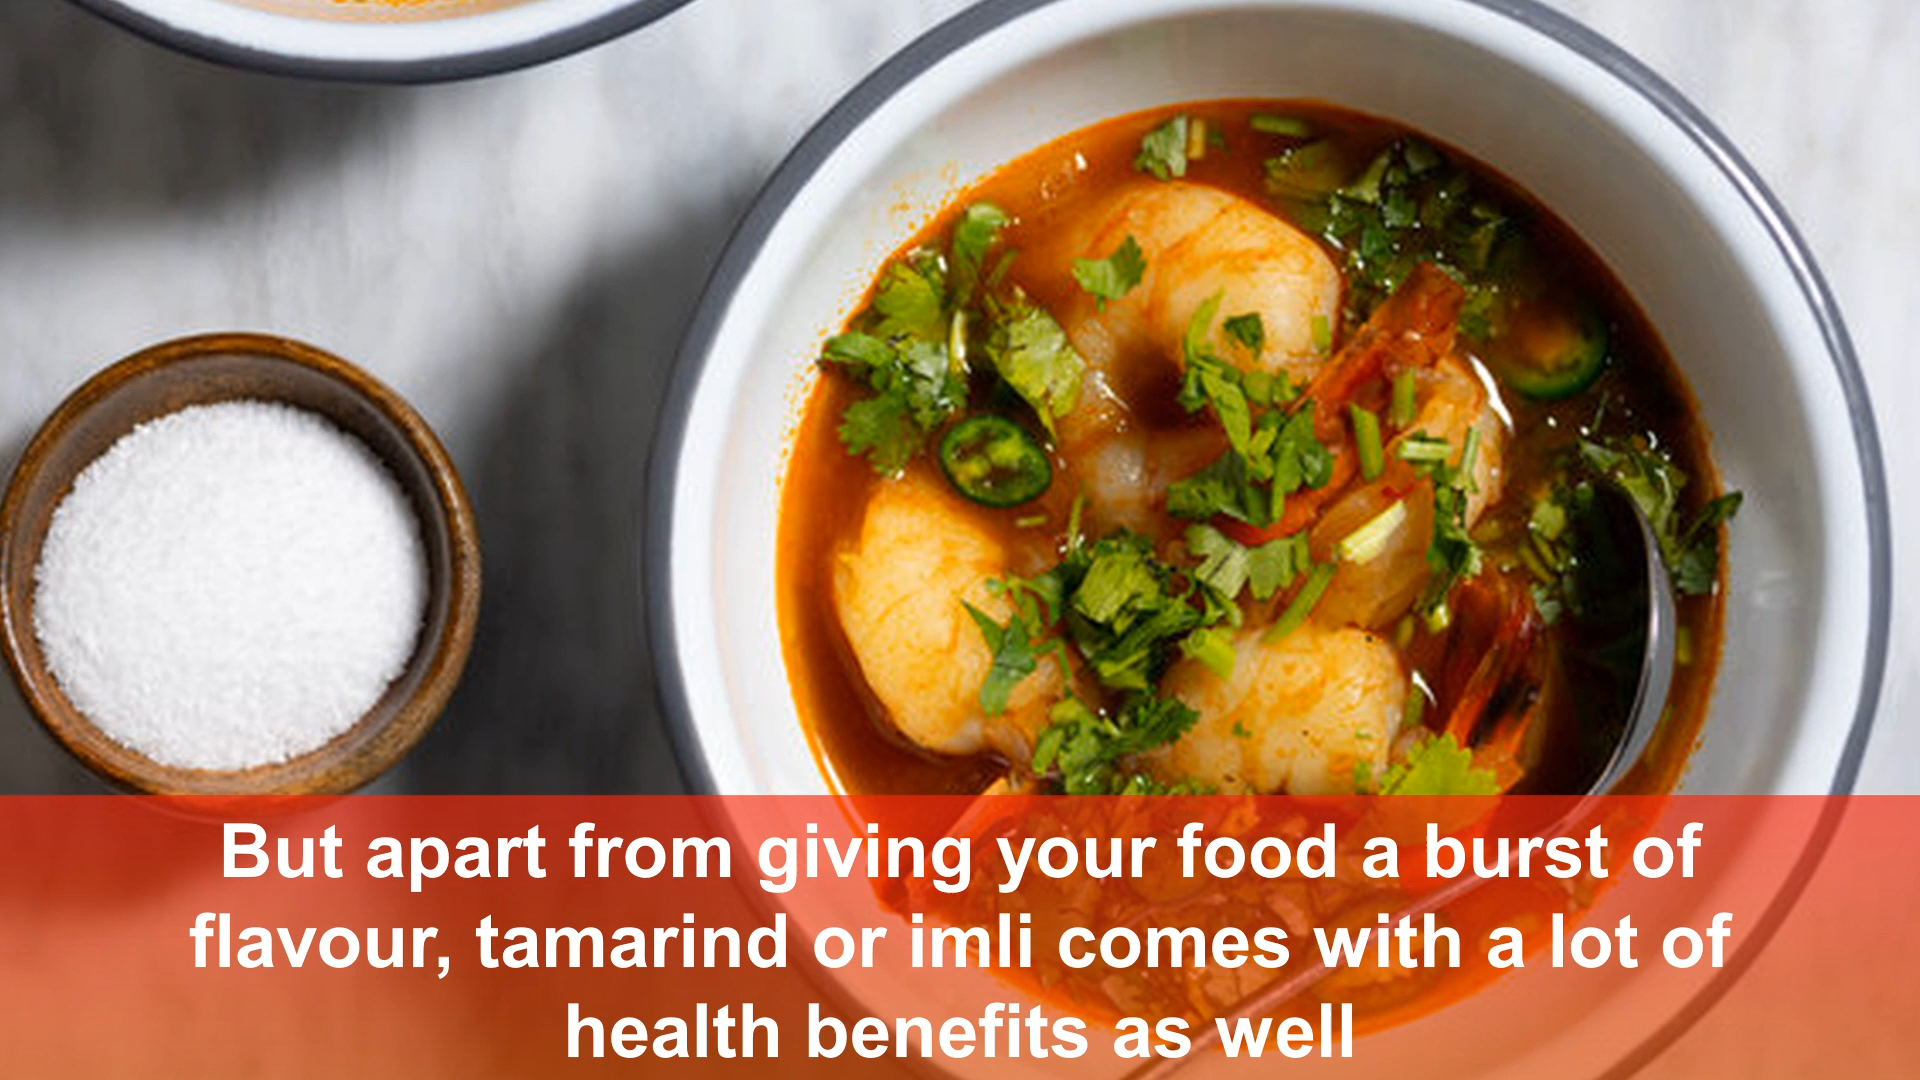 But apart from giving your food a burst of
flavour, tamarind or imli comes with a lot of
health benefits as well